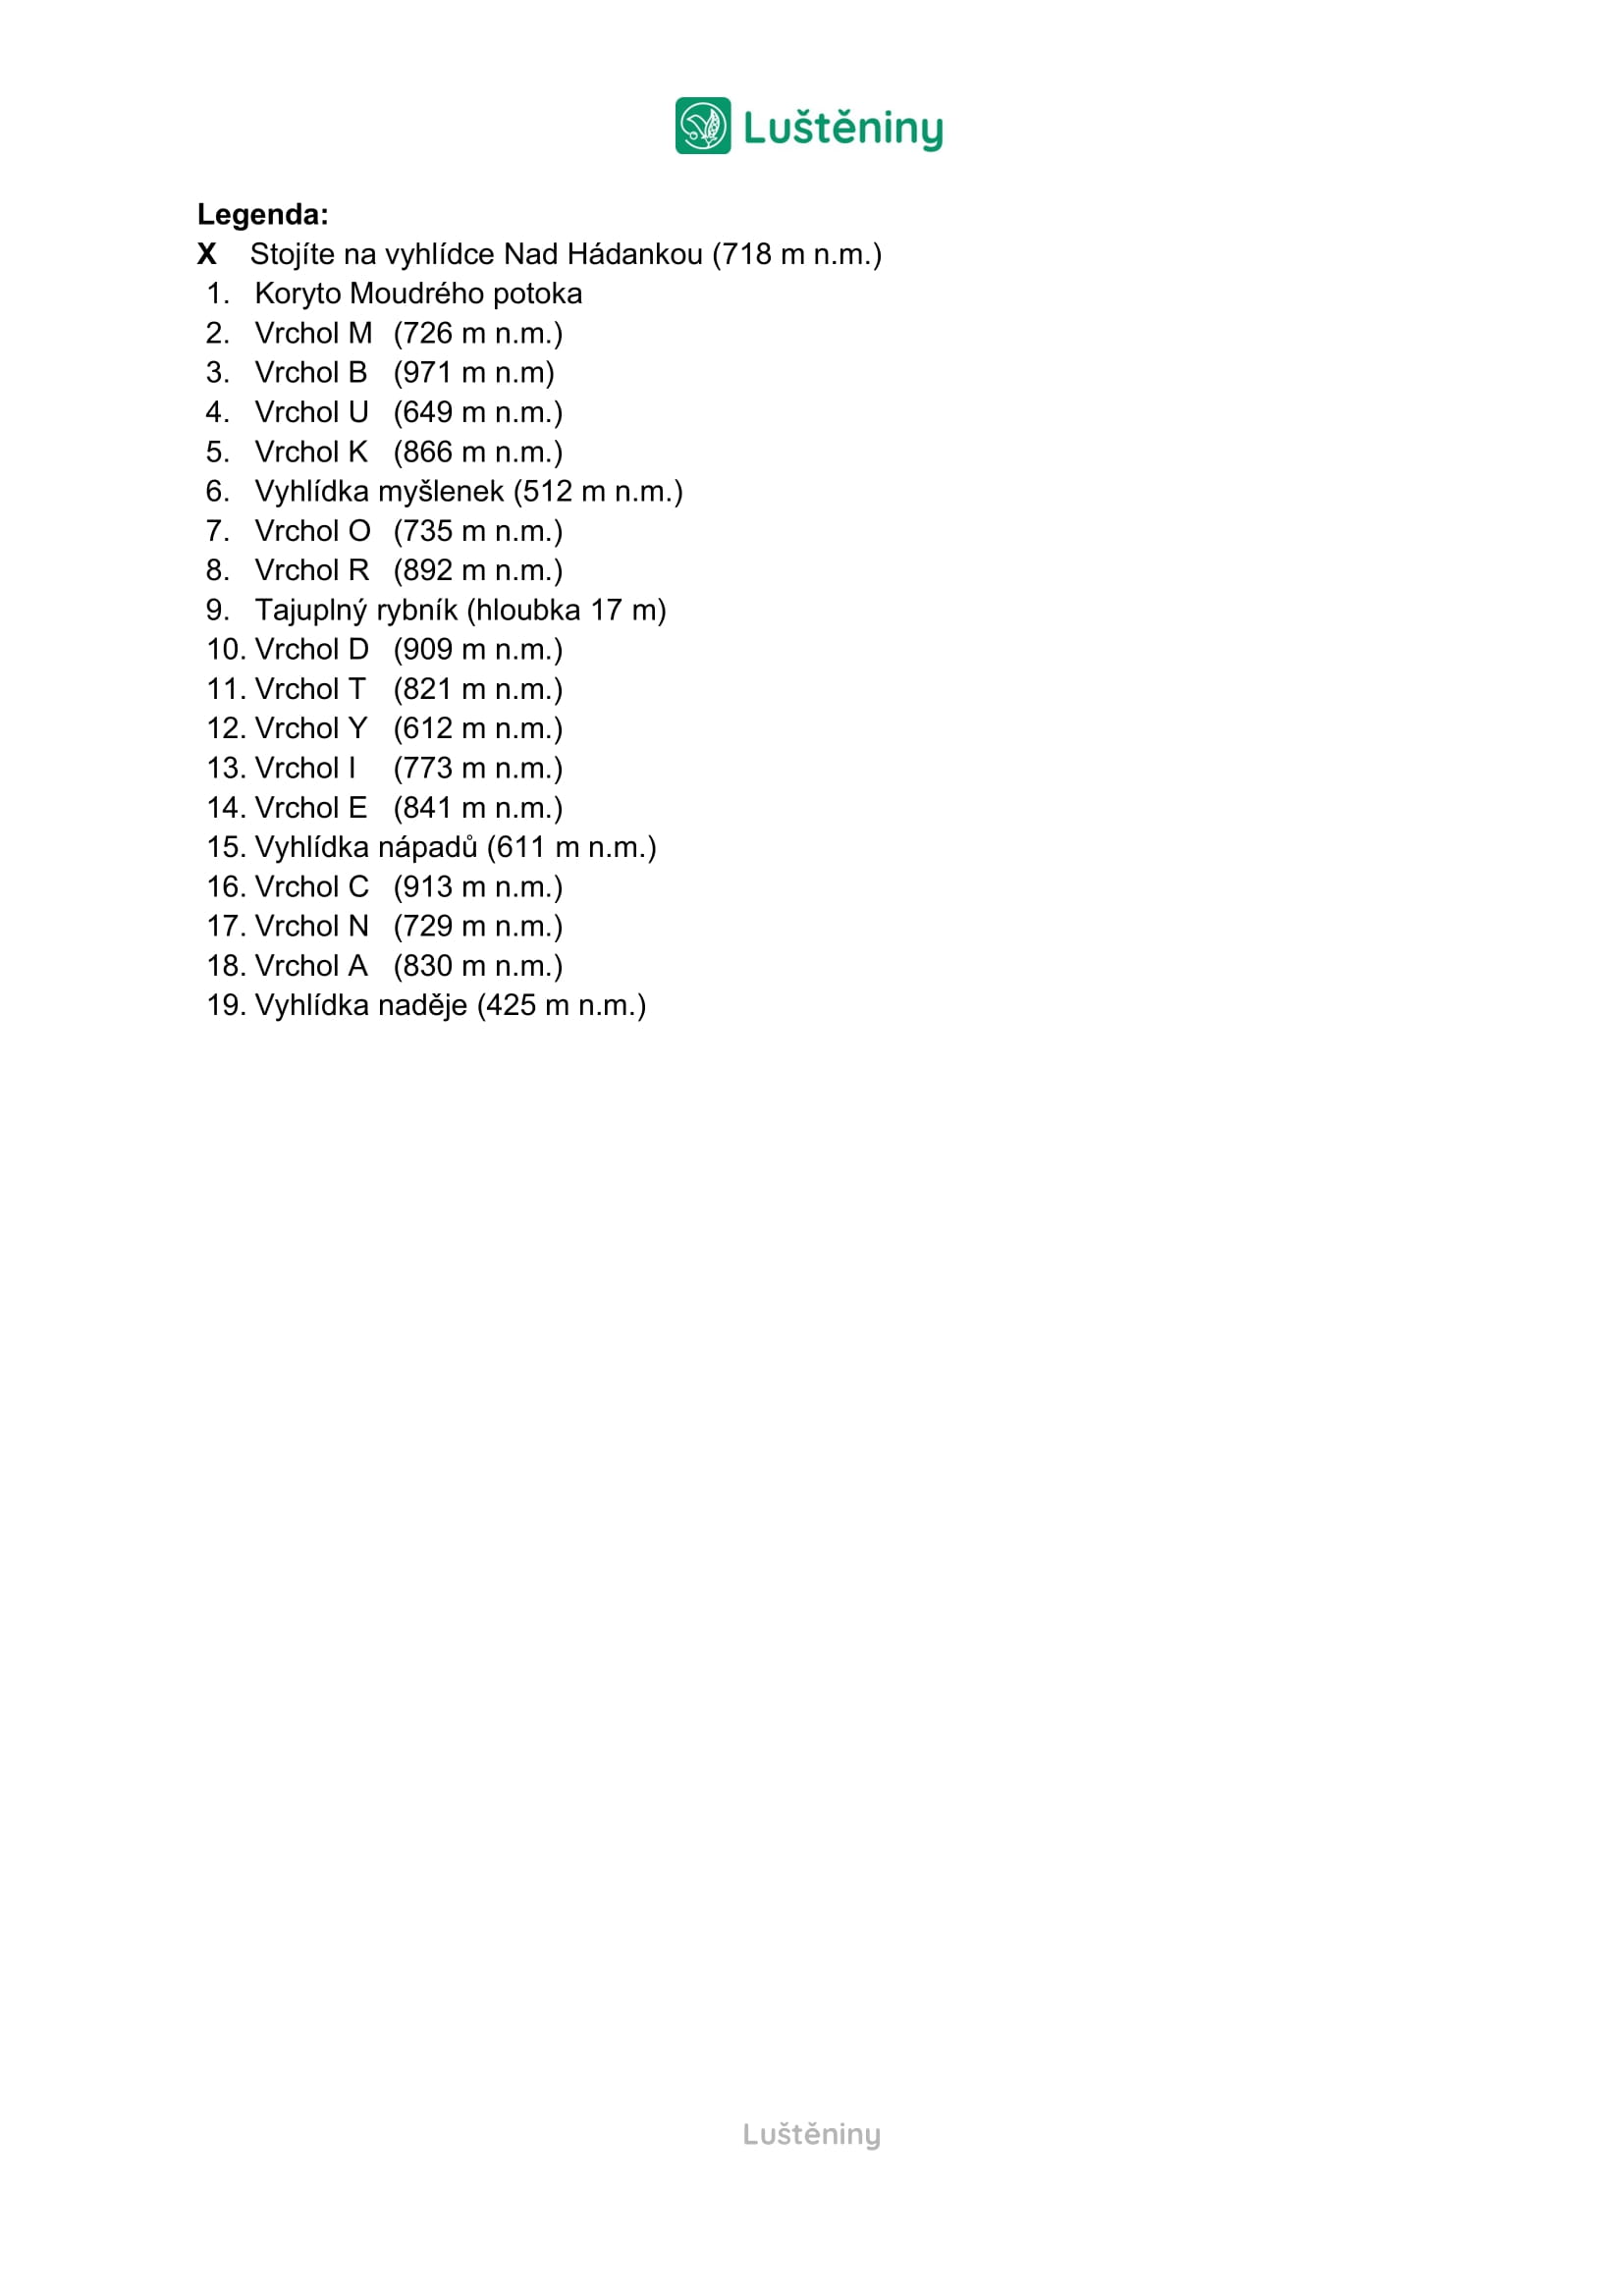 Luštěniny
Legenda:
X Stojíte na vyhlídce Nad Hádankou (718 m n.m.)
1. Koryto Moudrého potoka
2. Vrchol M (726 m n.m.)
3. Vrchol B (971 m n.m)
4. Vrchol U (649 m n.m.)
5. Vrchol K (866 m n.m.)
6. Vyhlídka myšlenek (512 m n.m.)
7. Vrchol O (735 m n.m.)
8. Vrchol R (892 m n.m.)
9. Tajuplný rybník (hloubka 17 m)
10. Vrchol D (909 m n.m.)
11. Vrchol T (821 m n.m.)
12. Vrchol Y (612 m n.m.)
13. Vrchol I (773 m n.m.)
14. Vrchol E (841 m n.m.)
15. Vyhlídka nápadů (611 m n.m.)
16. Vrchol C (913 m n.m.)
17. Vrchol N (729 m n.m.)
18. Vrchol A (830 m n.m.)
19. Vyhlídka naděje (425 m n.m.)
Luštěniny